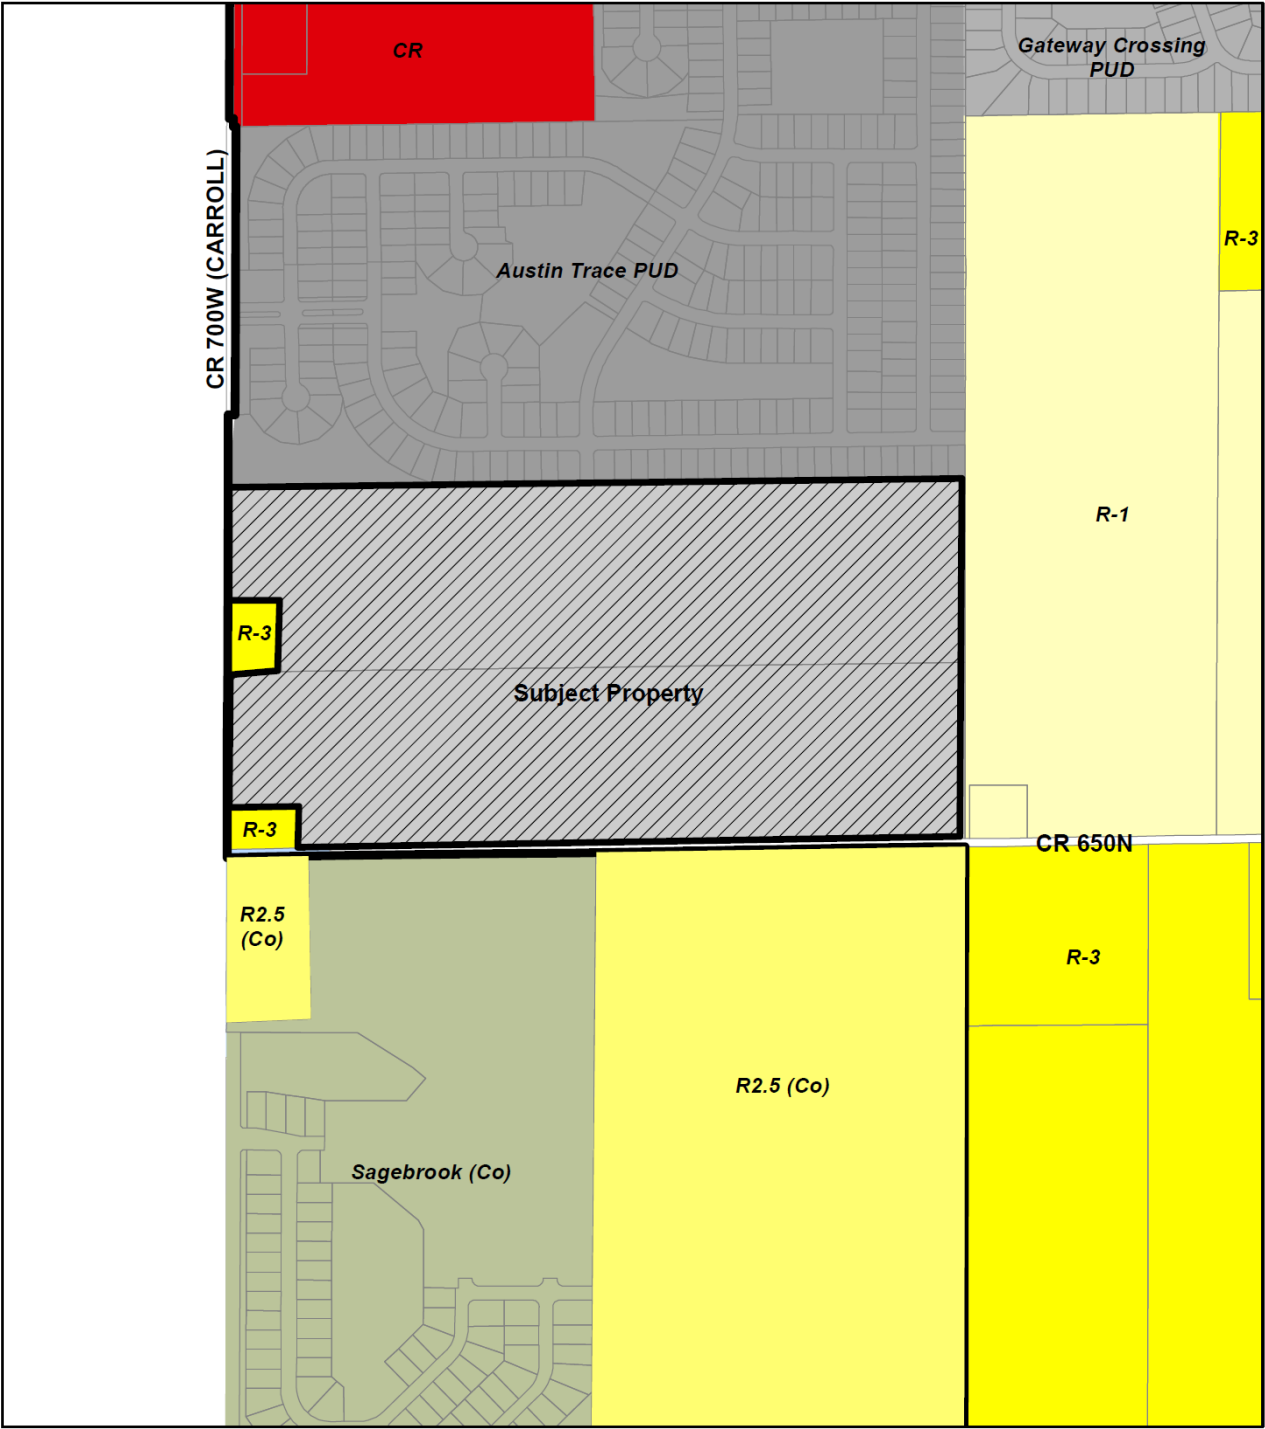 CR
Gateway Crossing
PUD
CR 700W (CARROLL)
R-3
Austin Trace PUD
R-1
R-3
Subject Property
R-3
CR 650N
R2.5
(Co)
R-3
R2.5 (Co)
Sagebrook (Co)